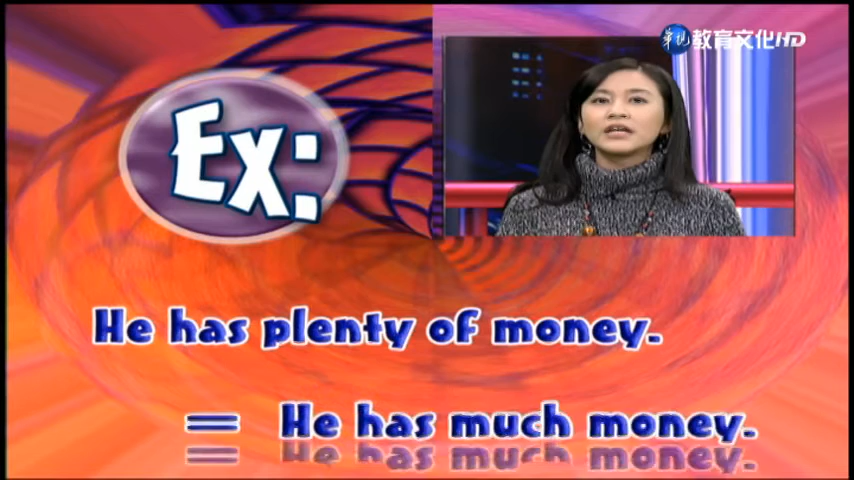 華視 教育文化HD
Ex:
He has plenty of money.
= He has much money.